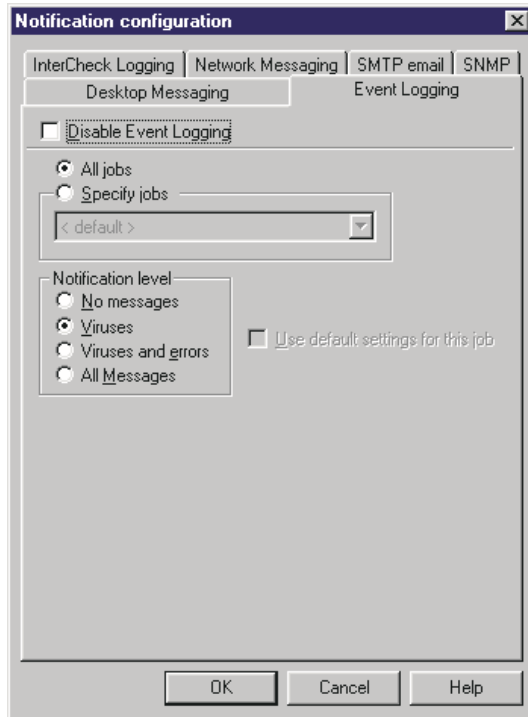 Notification configuration
InterCheck Logging Network Messaging SMTP email SNMP
Desktop Messaging Event Logging
Disable Event Logging
All jobs
Specify jobs
< default >
Notification level
No messages
Viruses
Viruses and errors
All Messages
Use default settings for this job
OK Cancel Help